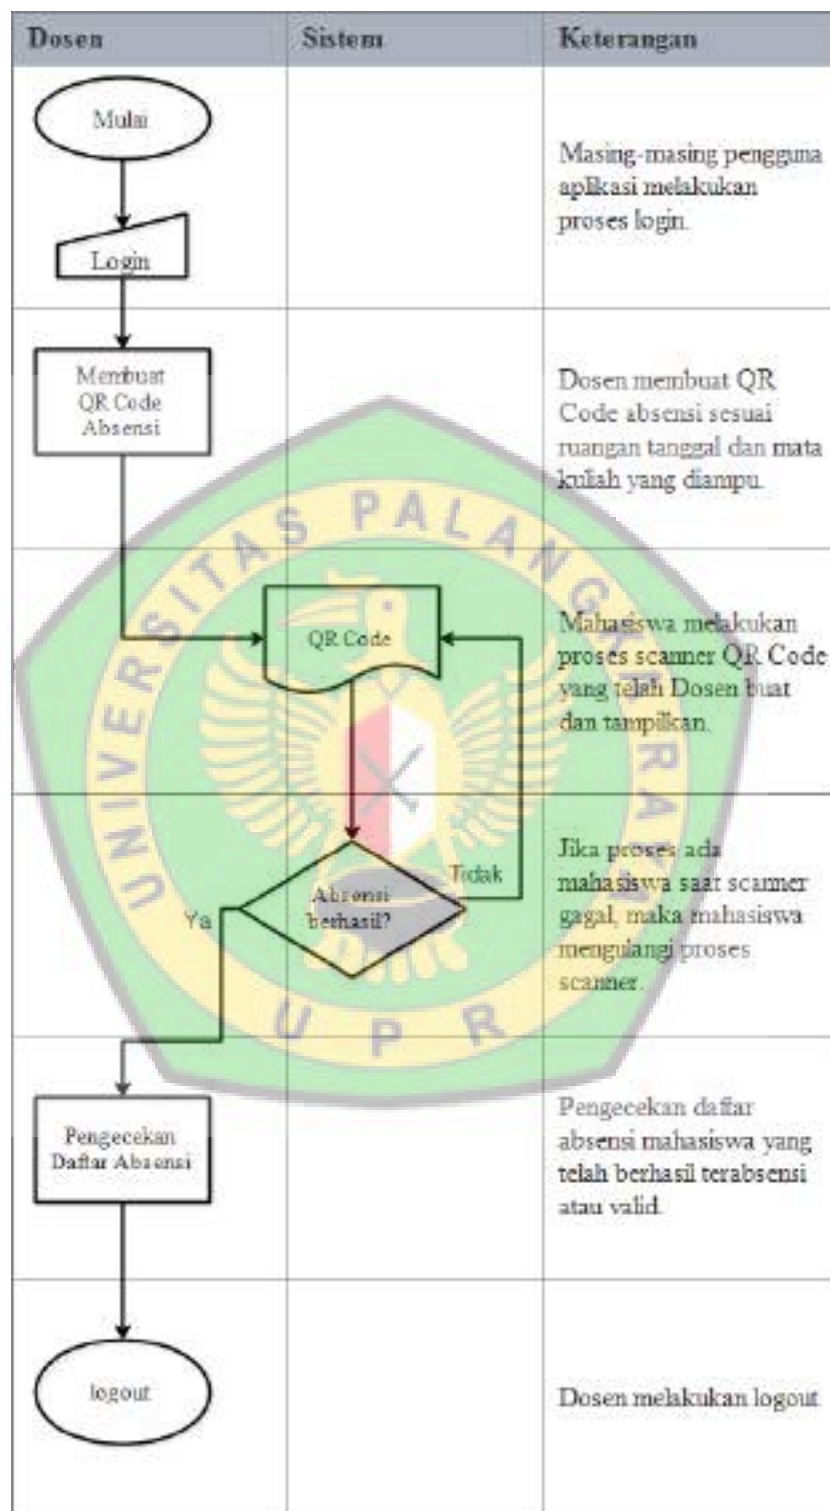 Dosen
Sistem
Keterangan
Mulai
Masing-masing pengguna
aplikasi melakukan
proses login.
Login
Membuat
QR Code
Absensi
Dosen membuat QR
Code absensi sesuai
ruangan tanggal dan mata
kuliah yang diampu.
UNIVERSITAS PALANGKA RAYA
QR Code
Mahasiswa melakukan
proses scanner QR Code
yang telah Dosen buat
dan tampilkan.
Absensi
berhasil?
Tidak
Ya
Jika proses ada
mahasiswa saat scanner
gagal, maka mahasiswa
mengulangi proses
scanner.
UPR
Pengecekan
Daftar Absensi
Pengecekan daftar
absensi mahasiswa yang
telah berhasil terabsensi
atau valid.
logout
Dosen melakukan logout